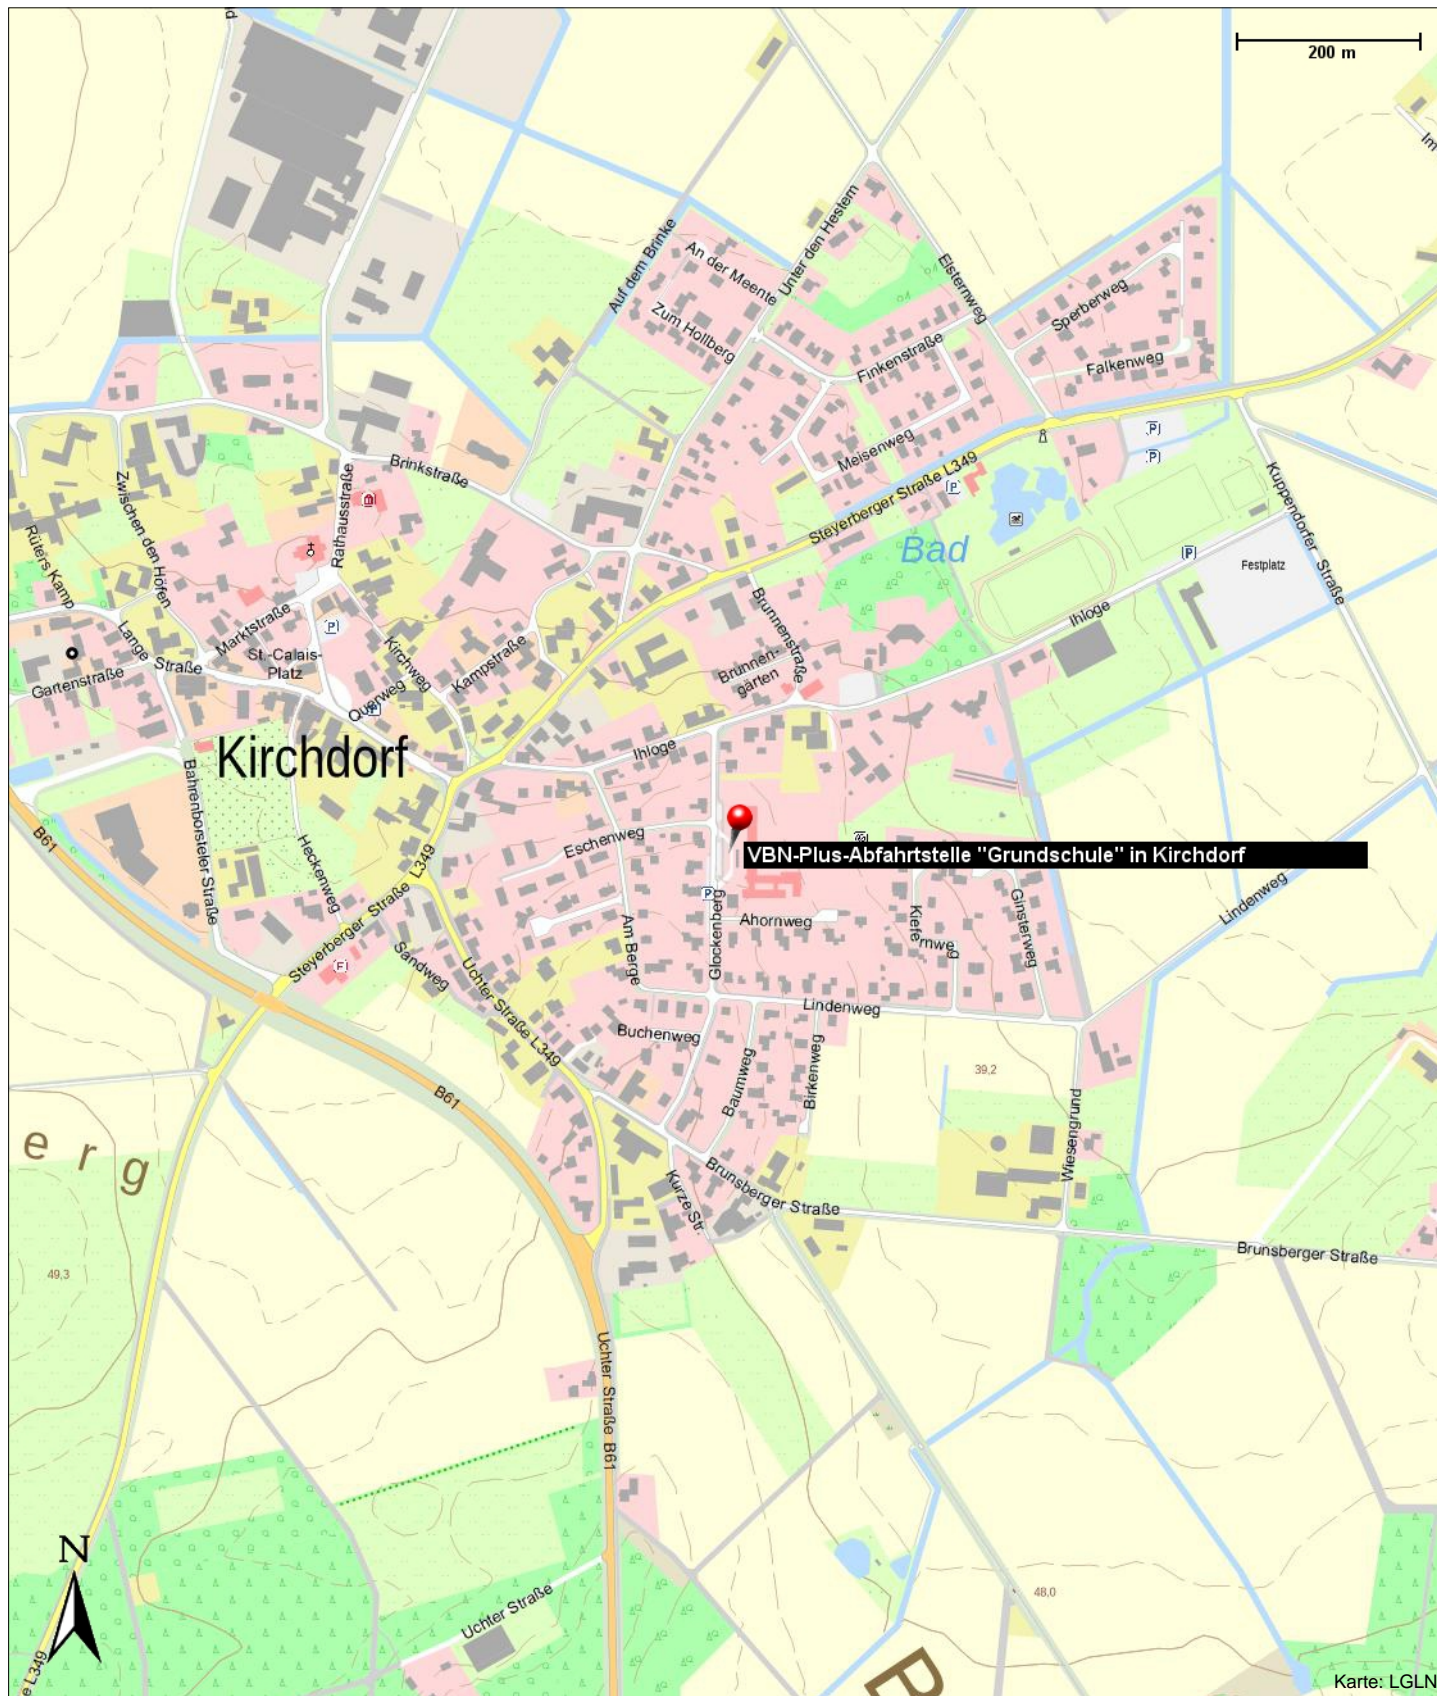 200 m
Auf dem Brinke
An der Meente
Unter den Hestern
Zum Hollberg
Elsternweg
Sperberweg
Finkenstraße
Falkenweg
Meisenweg
Steyerberger Straße L349
P
P
P
Kuppendorfer Straße
Brinkstraße
Rathausstraße
Zwischen den Höfen
Rüters Kamp
Bad
P
Festplatz
Ihloge
Brunnenstraße
Marktstraße
P
Lange Straße
St.-Calais-
Platz
Kirchweg
Kampstraße
Brunnen-
gärten
Gartenstraße
Querweg
P
Kirchdorf
Ihloge
Bahrenborsteler Straße
B61
Heckenweg
Eschenweg
VBN-Plus-Abfahrtstelle "Grundschule" in Kirchdorf
P
Glockenberg
Ahornweg
Kiefernweg
Ginsterweg
Lindenweg
Steyerberger Straße L349
Sandweg
F
Am Berge
Uchter Straße L349
Lindenweg
Buchenweg
Baumweg
Birkenweg
39,2
Wiesengrund
B61
e r g
Kurze Str.
Brunsberger Straße
Brunsberger Straße
49,3
Uchter Straße B61
48,0
N
Uchter Straße
e L349
B
Im
d
Karte: LGLN